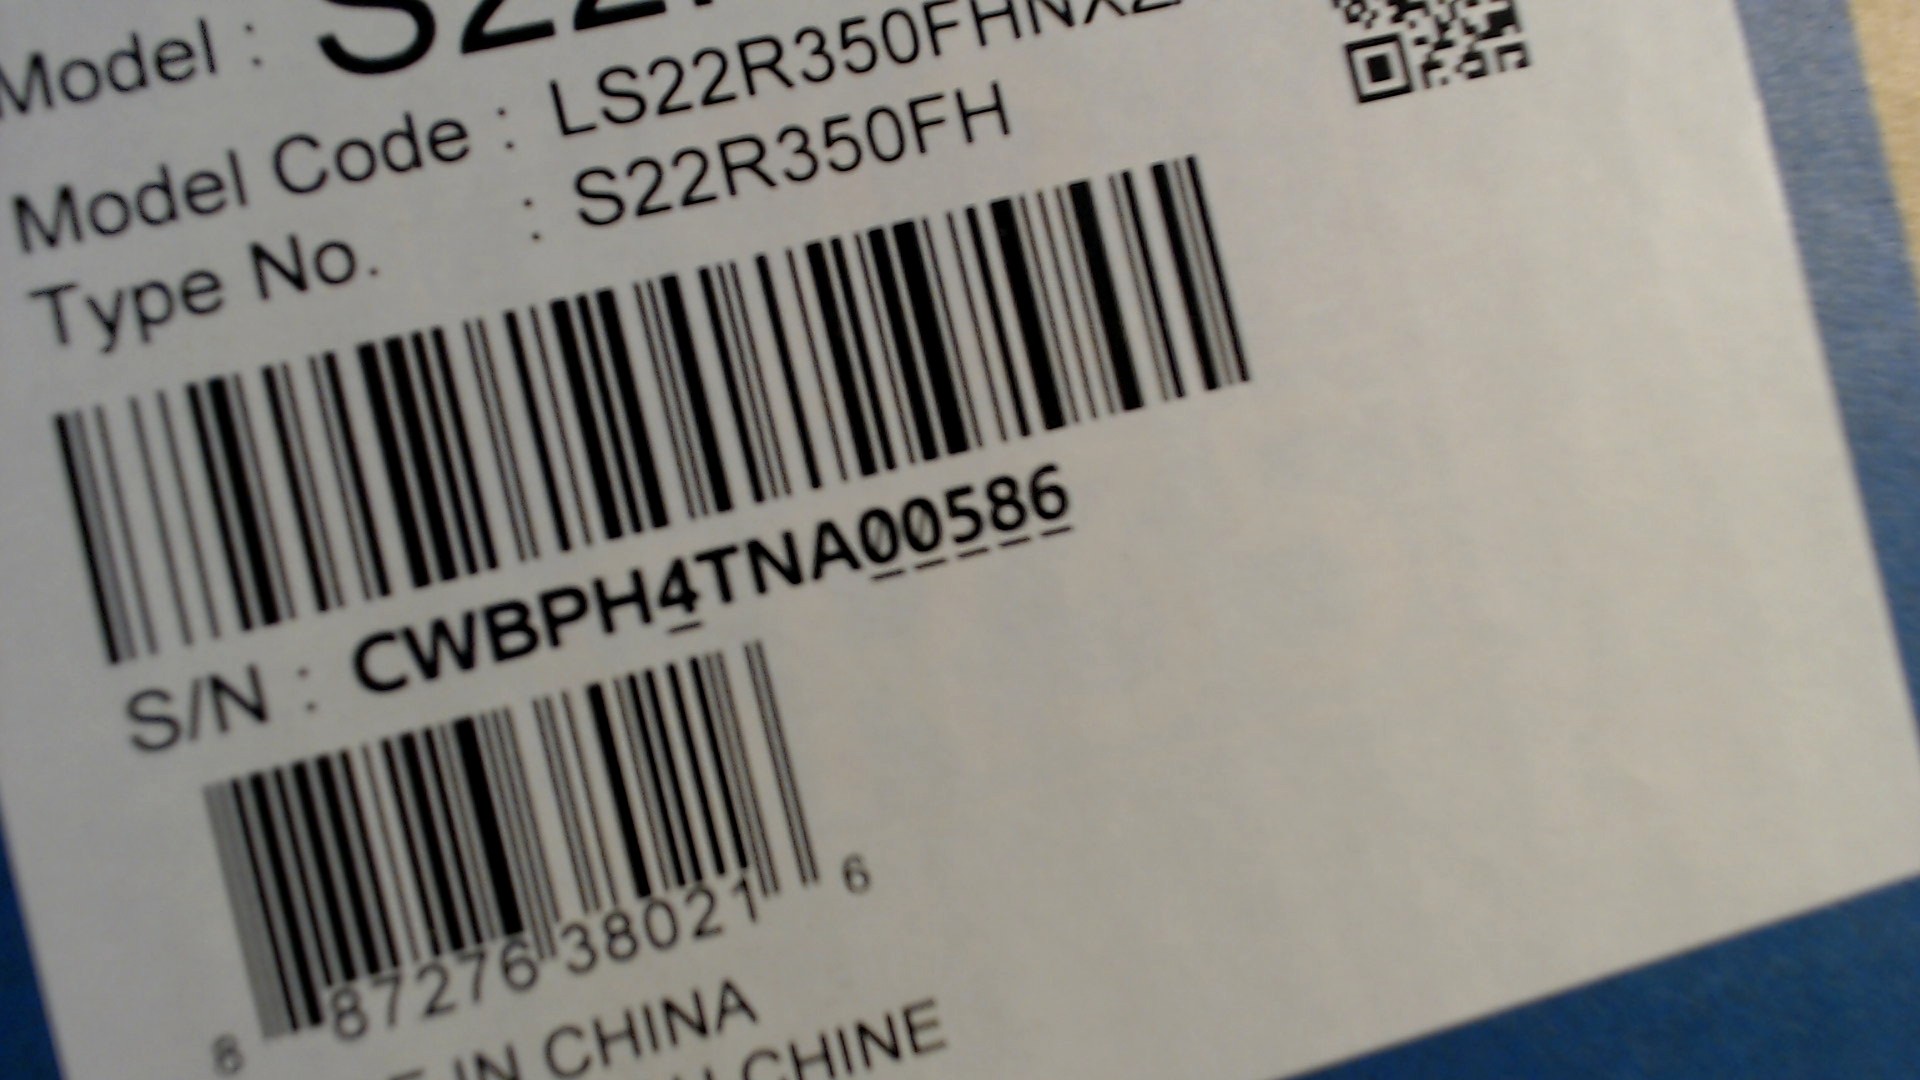 Model :
Model Code : LS22R350FHNXZ
Type No. : S22R350FH
S/N : CWBPH4TNA00586
8 87276 38021 6
IN CHINA
CHINE